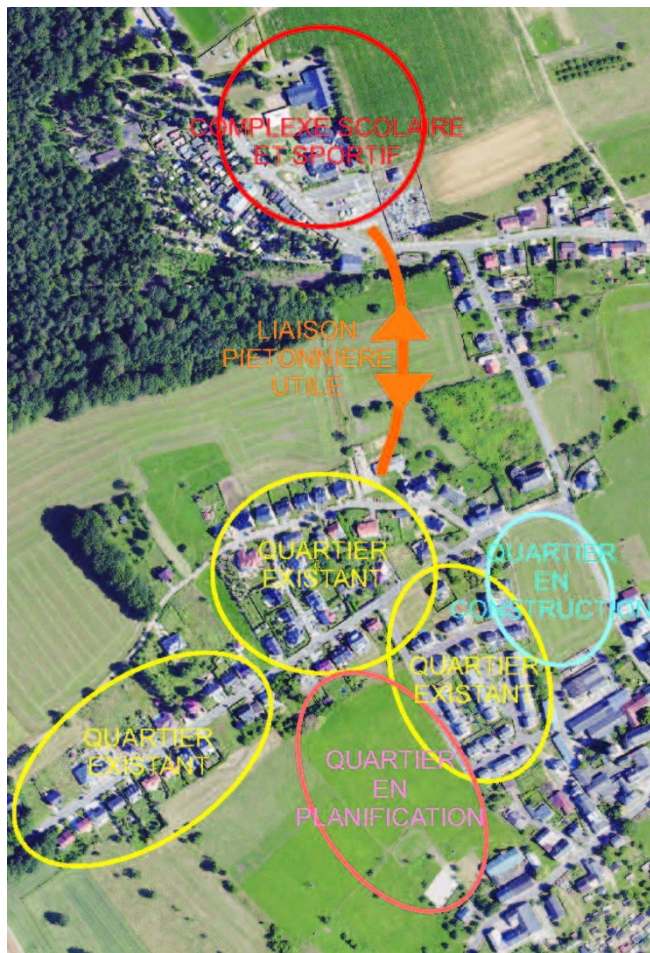 COMPLEXE SCOLAIRE
ET SPORTIF
LIAISON
PIETONNIERE
UTILE
QUARTIER
EXISTANT
QUARTIER
EN
CONSTRUCTION
QUARTIER
EXISTANT
QUARTIER
EXISTANT
QUARTIER
EN
PLANIFICATION